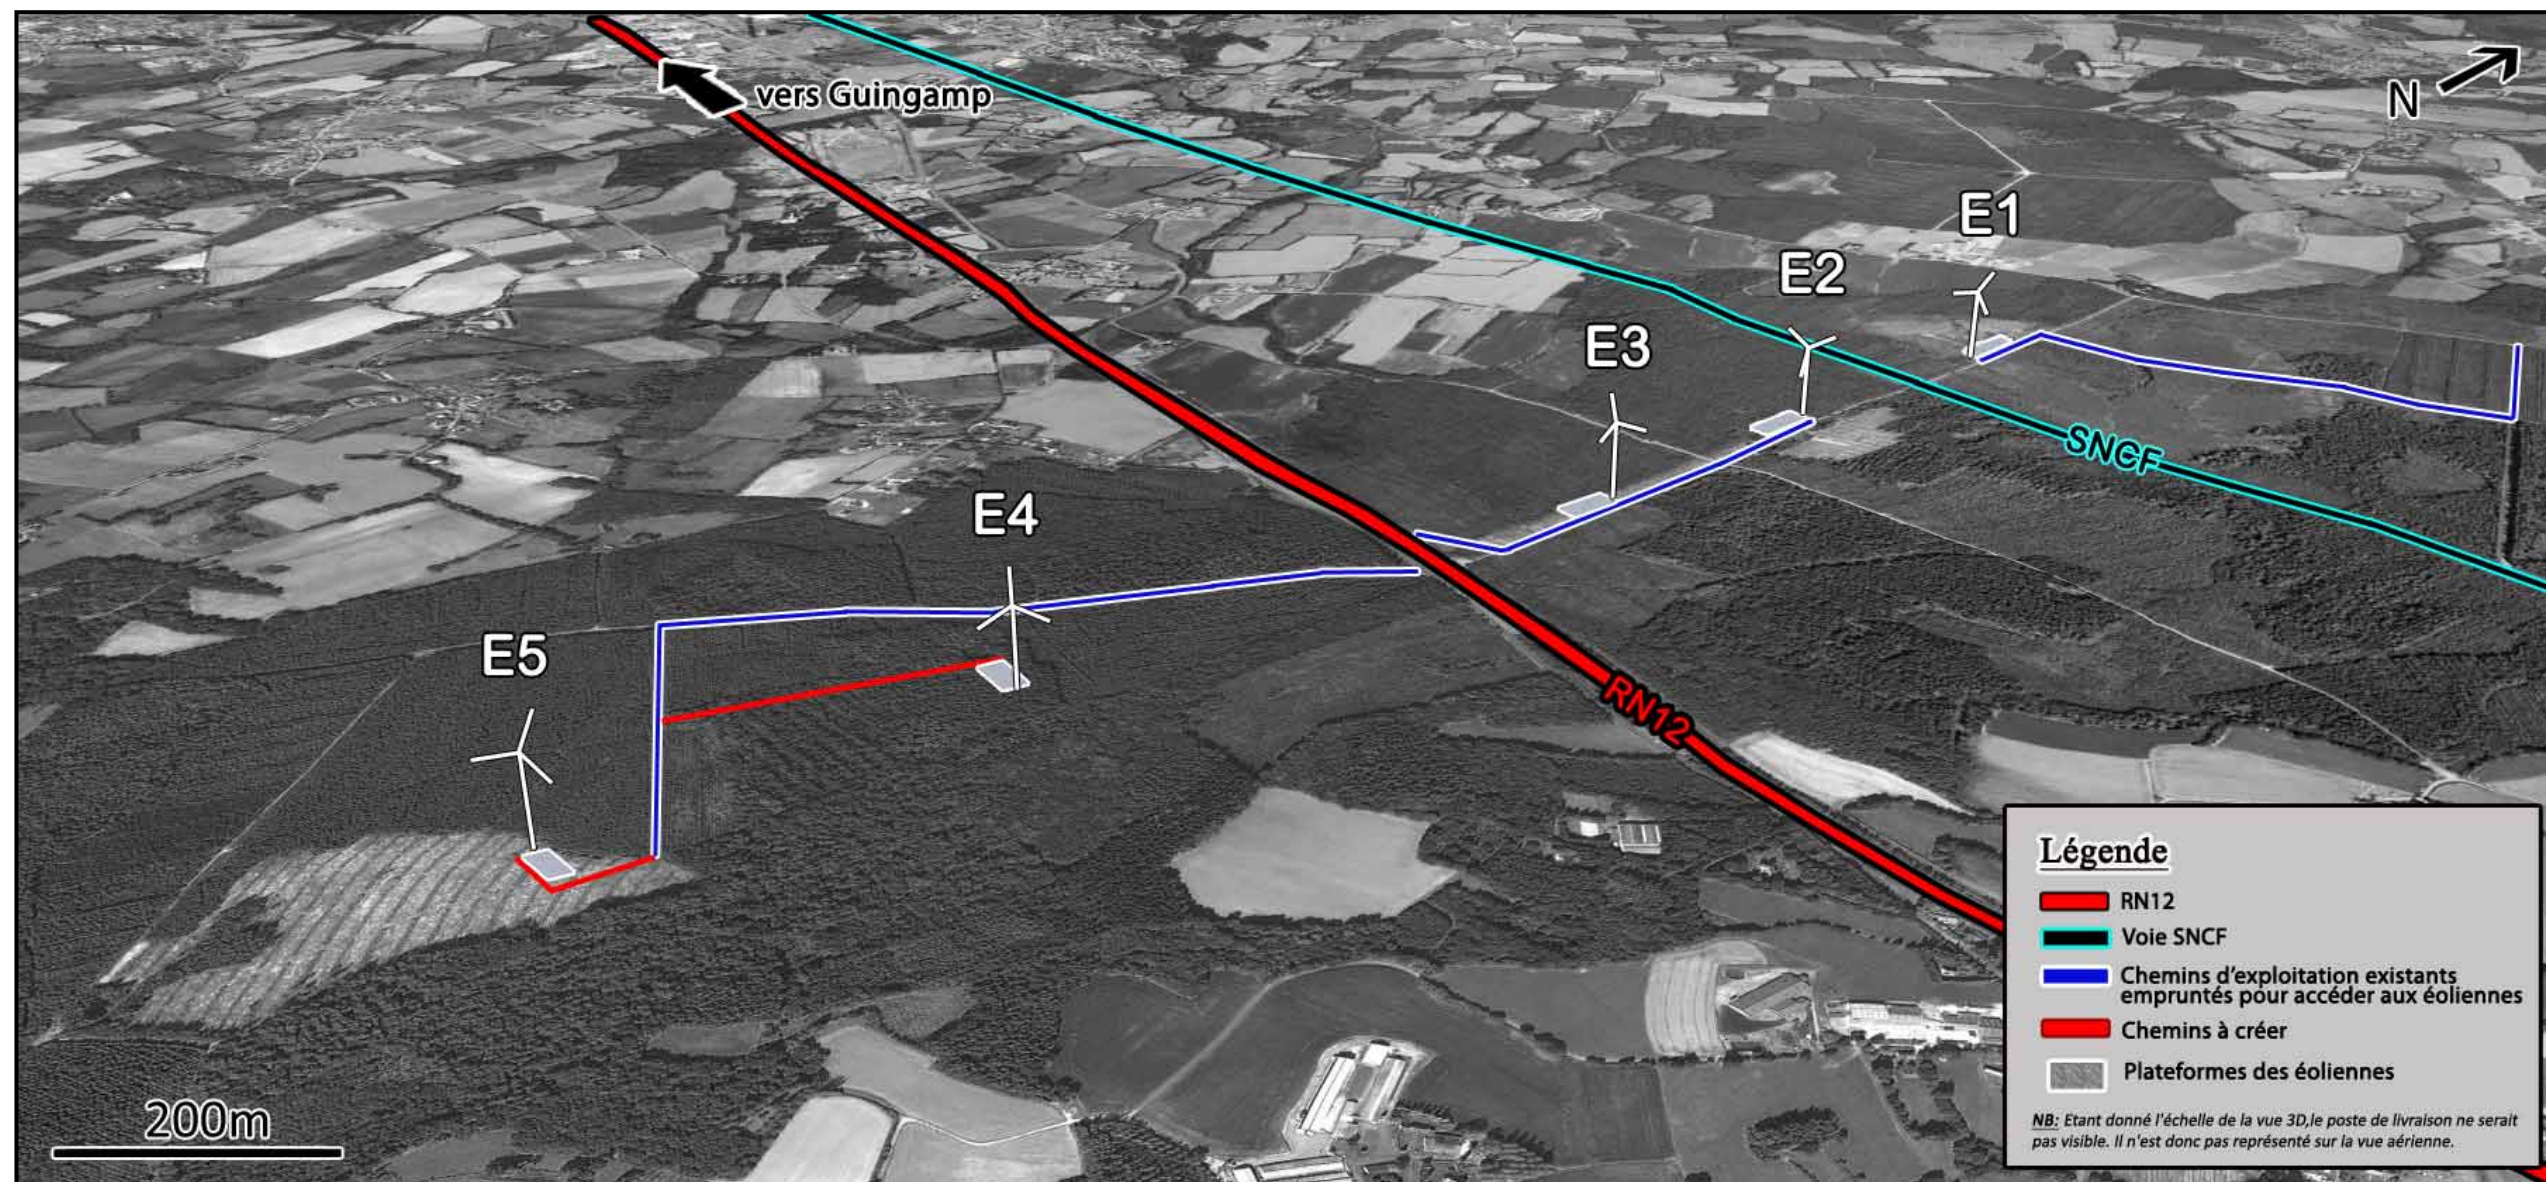 vers Guingamp
N
E1
E2
E3
SNCF
E4
E5
RN12
200m
Légende
RN12
Voie SNCF
Chemins d'exploitation existants
empruntés pour accéder aux éoliennes
Chemins à créer
Plateformes des éoliennes
NB: Etant donné l'échelle de la vue 3D,le poste de livraison ne serait
pas visible. Il n'est donc pas représenté sur la vue aérienne.